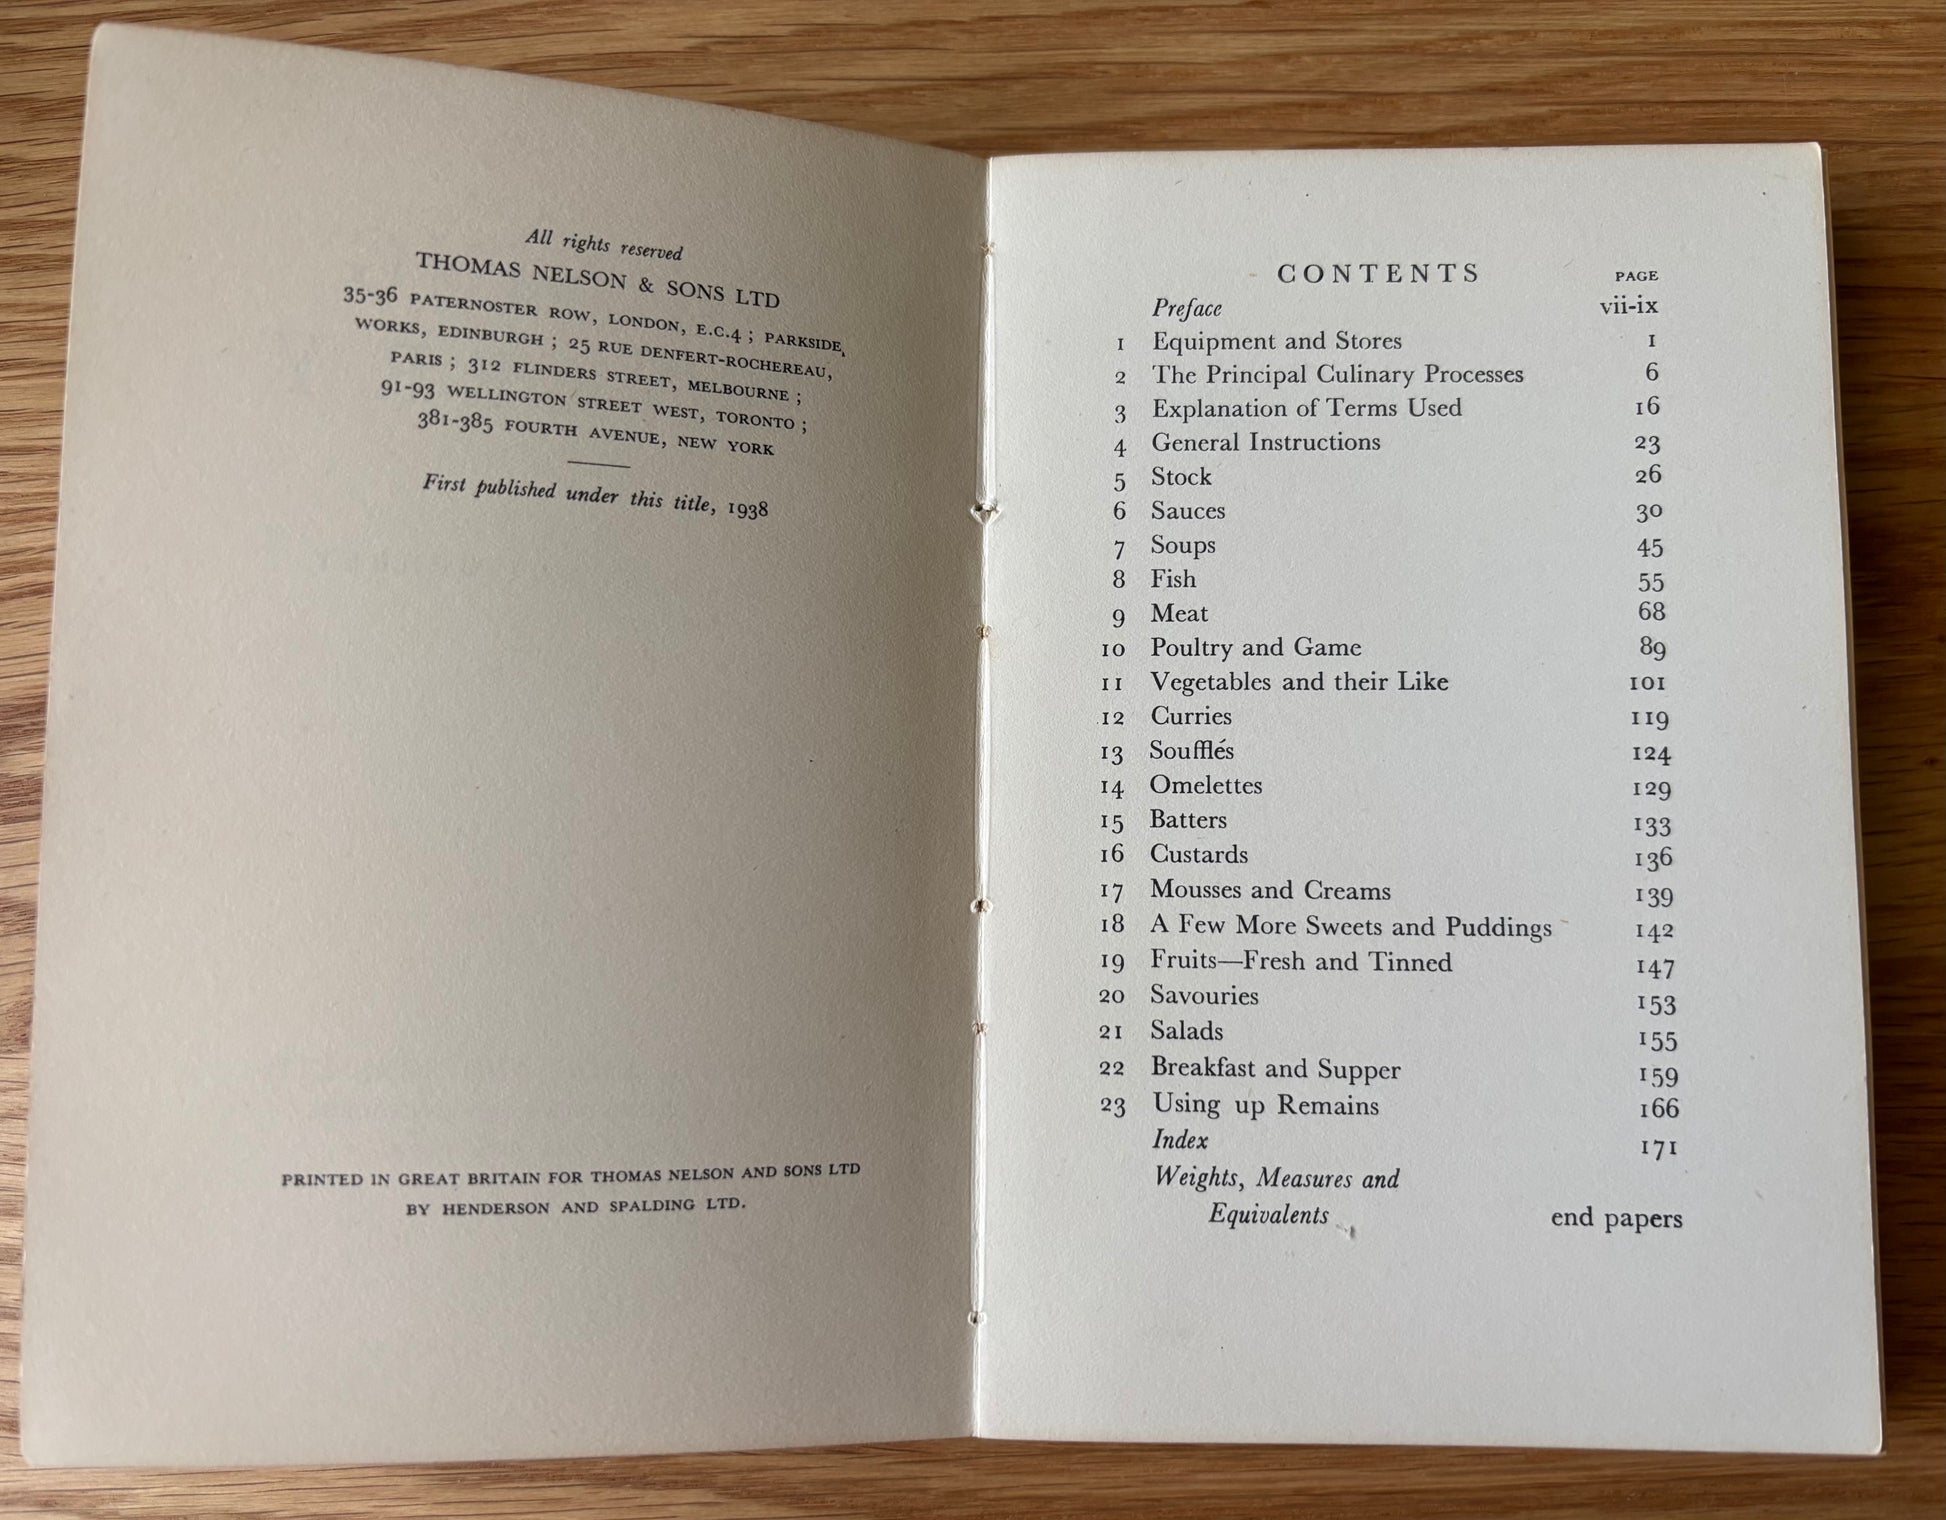 All rights reserved
THOMAS NELSON & SONS LTD
35-36 PATERNOSTER ROW, LONDON, E.C.4 ; PARKSIDE
WORKS, EDINBURGH ; 25 RUE DENFERT-ROCHEREAU,
PARIS ; 312 FLINDERS STREET, MELBOURNE ;
91-93 WELLINGTON STREET WEST, TORONTO ;
381-385 FOURTH AVENUE, NEW YORK
First published under this title, 1938
PRINTED IN GREAT BRITAIN FOR THOMAS NELSON AND SONS LTD
BY HENDERSON AND SPALDING LTD.
CONTENTS PAGE
Preface vii-ix
1 Equipment and Stores 1
2 The Principal Culinary Processes 6
3 Explanation of Terms Used 16
4 General Instructions 23
5 Stock 26
6 Sauces 30
7 Soups 45
8 Fish 55
9 Meat 68
10 Poultry and Game 89
11 Vegetables and their Like 101
12 Curries 119
13 Soufflés 124
14 Omelettes 129
15 Batters 133
16 Custards 136
17 Mousses and Creams 139
18 A Few More Sweets and Puddings 142
19 Fruits—Fresh and Tinned 147
20 Savouries 153
21 Salads 155
22 Breakfast and Supper 159
23 Using up Remains 166
Index 171
Weights, Measures and
Equivalents end papers